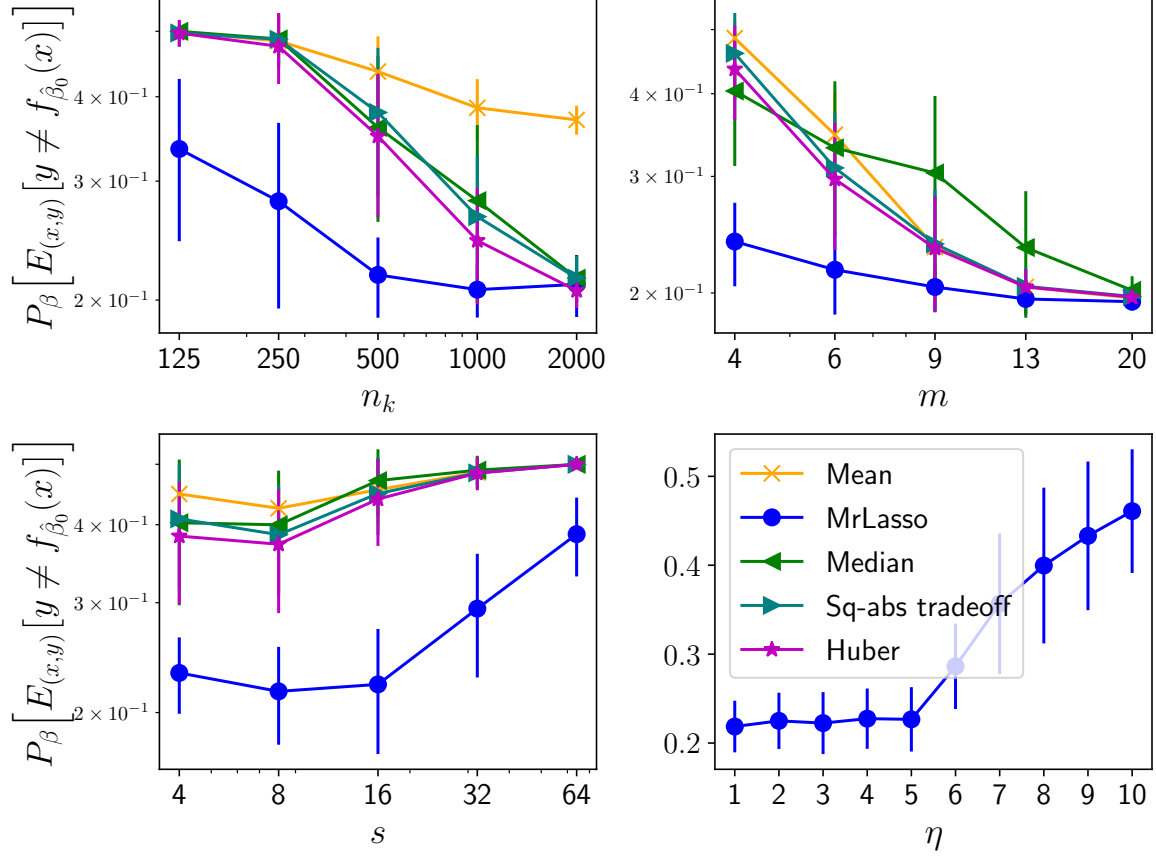 P_β[E_(x,y)[y ≠ f_β̂₀(x)]]
4 × 10⁻¹
3 × 10⁻¹
2 × 10⁻¹
125 250 500 1000 2000
n_k
4 × 10⁻¹
3 × 10⁻¹
2 × 10⁻¹
4 6 9 13 20
m
P_β[E_(x,y)[y ≠ f_β̂₀(x)]]
4 × 10⁻¹
3 × 10⁻¹
2 × 10⁻¹
4 8 16 32 64
s
0.5
0.4
0.3
0.2
Mean
MrLasso
Median
Sq-abs tradeoff
Huber
1 2 3 4 5 6 7 8 9 10
η